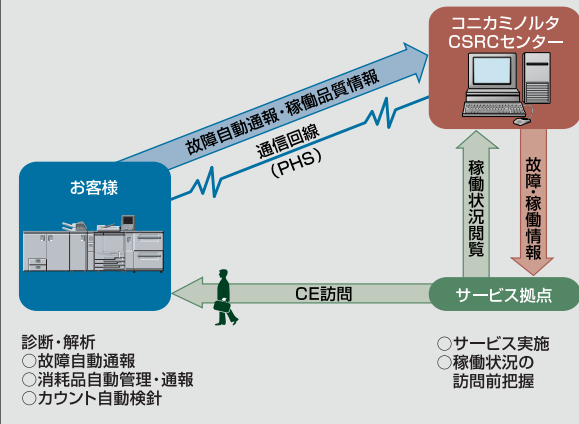 コニカミノルタ
CSRCセンター
故障自動通報・稼働品質情報
通信回線
（PHS）
お客様
稼働状況閲覧
故障・稼働情報
CE訪問
サービス拠点
診断・解析
○故障自動通報
○消耗品自動管理・通報
○カウント自動検針
○サービス実施
○稼働状況の
訪問前把握